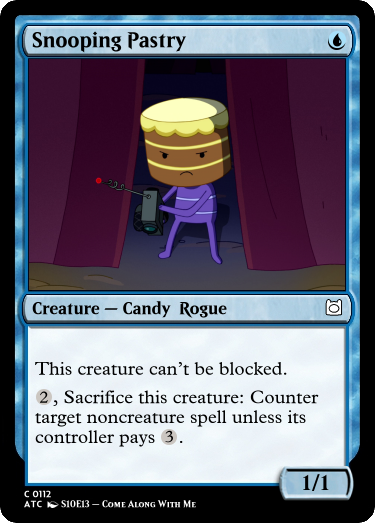 Snooping Pastry
Creature — Candy Rogue
This creature can't be blocked.
2, Sacrifice this creature: Counter
target noncreature spell unless its
controller pays 3.
1/1
C 0112
ATC S10E13 — Come Along With Me